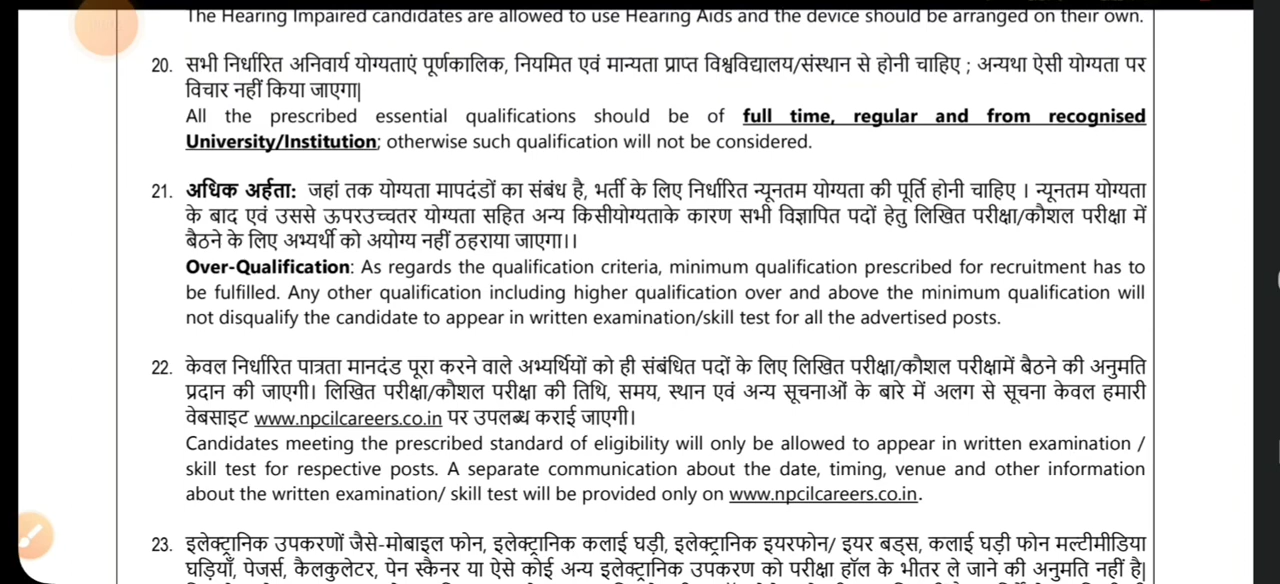 The Hearing Impaired candidates are allowed to use Hearing Aids and the device should be arranged on their own.
20. सभी निर्धारित अनिवार्य योग्यताएं पूर्णकालिक, नियमित एवं मान्यता प्राप्त विश्वविद्यालय/संस्थान से होनी चाहिए ; अन्यथा ऐसी योग्यता पर
विचार नहीं किया जाएगा|
All the prescribed essential qualifications should be of full time, regular and from recognised
University/Institution; otherwise such qualification will not be considered.
21. अधिक अर्हता: जहां तक योग्यता मापदंडों का संबंध है, भर्ती के लिए निर्धारित न्यूनतम योग्यता की पूर्ति होनी चाहिए । न्यूनतम योग्यता
के बाद एवं उससे ऊपरउच्चतर योग्यता सहित अन्य किसीयोग्यताके कारण सभी विज्ञापित पदों हेतु लिखित परीक्षा/कौशल परीक्षा में
बैठने के लिए अभ्यर्थी को अयोग्य नहीं ठहराया जाएगा।।
Over-Qualification: As regards the qualification criteria, minimum qualification prescribed for recruitment has to
be fulfilled. Any other qualification including higher qualification over and above the minimum qualification will
not disqualify the candidate to appear in written examination/skill test for all the advertised posts.
22. केवल निर्धारित पात्रता मानदंड पूरा करने वाले अभ्यर्थियों को ही संबंधित पदों के लिए लिखित परीक्षा/कौशल परीक्षामें बैठने की अनुमति
प्रदान की जाएगी। लिखित परीक्षा/कौशल परीक्षा की तिथि, समय, स्थान एवं अन्य सूचनाओं के बारे में अलग से सूचना केवल हमारी
वेबसाइट www.npcilcareers.co.in पर उपलब्ध कराई जाएगी।
Candidates meeting the prescribed standard of eligibility will only be allowed to appear in written examination /
skill test for respective posts. A separate communication about the date, timing, venue and other information
about the written examination/ skill test will be provided only on www.npcilcareers.co.in.
23. इलेक्ट्रानिक उपकरणों जैसे-मोबाइल फोन, इलेक्ट्रानिक कलाई घड़ी, इलेक्ट्रानिक इयरफोन/ इयर बड्स, कलाई घड़ी फोन मल्टीमीडिया
घड़ियाँ, पेजर्स, कैलकुलेटर, पेन स्कैनर या ऐसे कोई अन्य इलेक्ट्रानिक उपकरण को परीक्षा हॉल के भीतर ले जाने की अनुमति नहीं है|